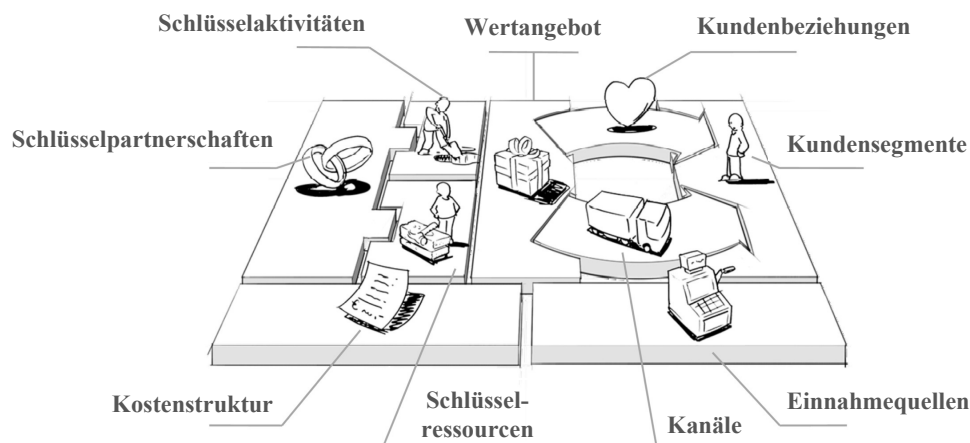 Schlüsselaktivitäten
Wertangebot
Kundenbeziehungen
Schlüsselpartnerschaften
Kundensegmente
Kostenstruktur
Schlüssel-
ressourcen
Kanäle
Einnahmequellen